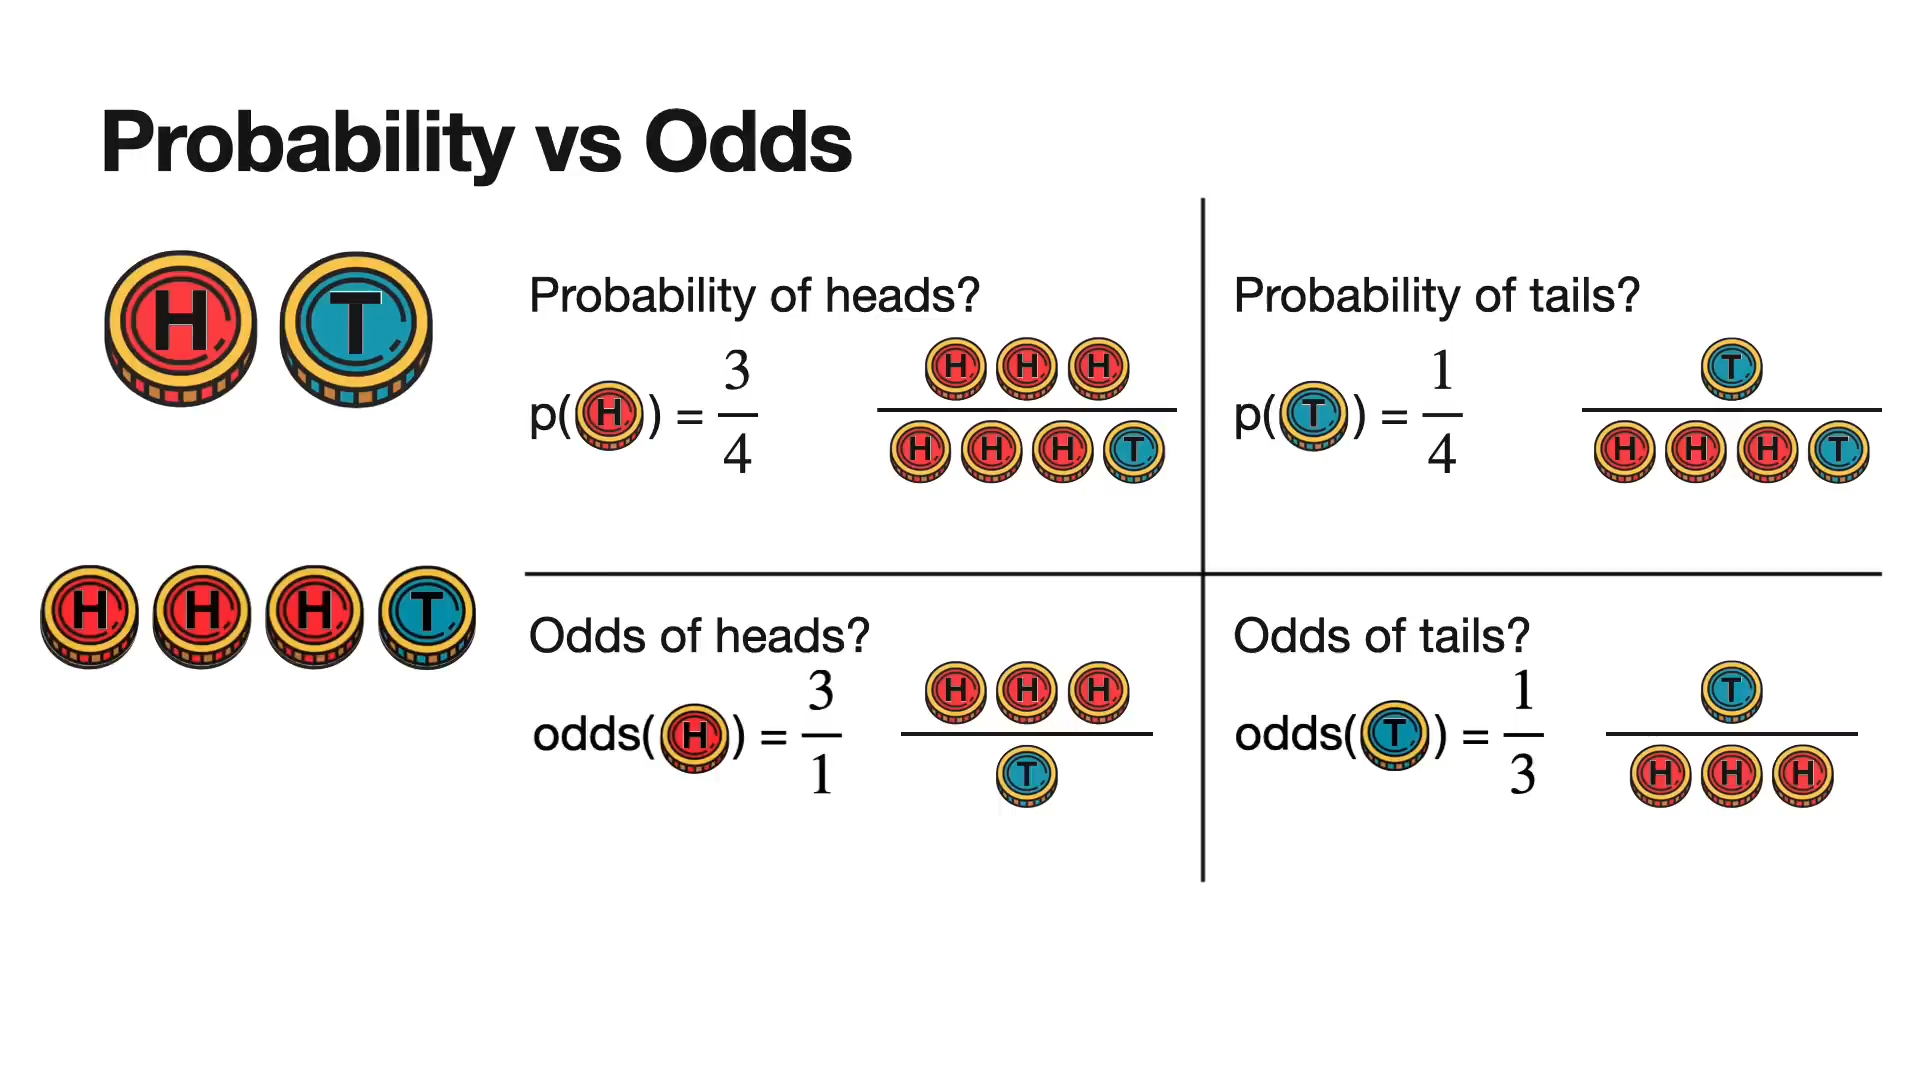 Probability vs Odds
H T
H H H T
Probability of heads?
p(H) = 3/4
H H H
H H H T
Probability of tails?
p(T) = 1/4
T
H H H T
Odds of heads?
odds(H) = 3/1
H H H
T
Odds of tails?
odds(T) = 1/3
T
H H H